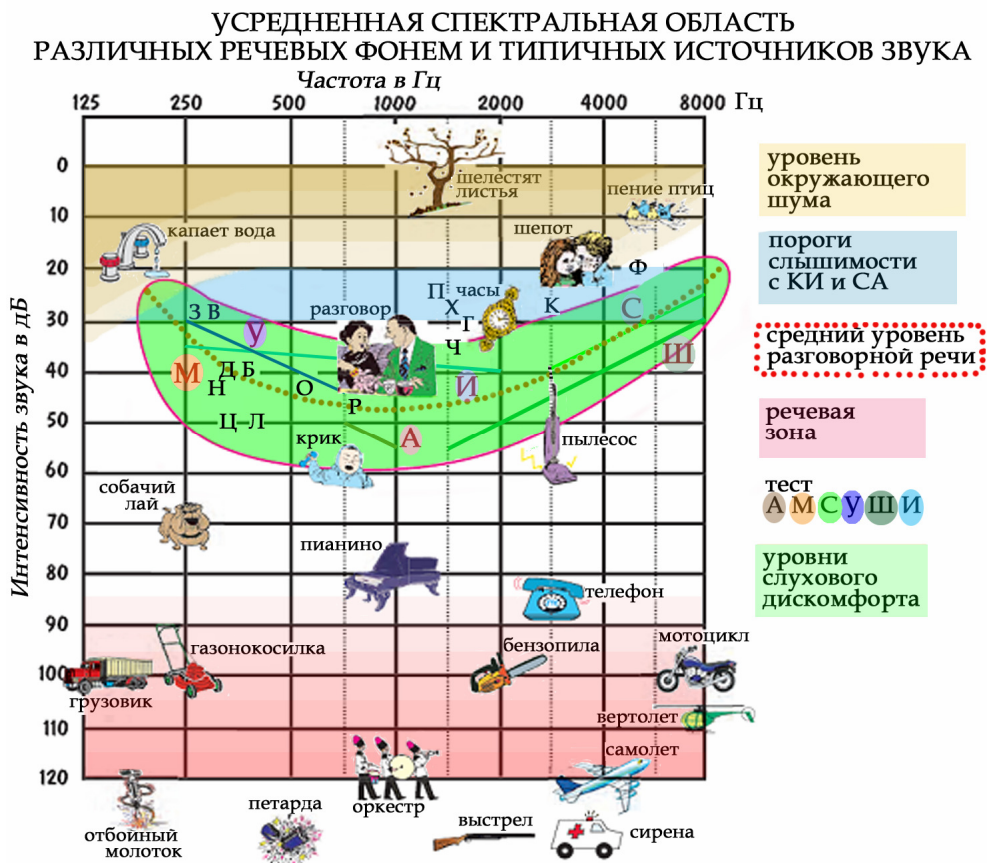 УСРЕДНЕННАЯ СПЕКТРАЛЬНАЯ ОБЛАСТЬ
РАЗЛИЧНЫХ РЕЧЕВЫХ ФОНЕМ И ТИПИЧНЫХ ИСТОЧНИКОВ ЗВУКА
Частота в Гц
125 250 500 1000 2000 4000 8000 Гц
Интенсивность звука в дБ
0
10
20
30
40
50
60
70
80
90
100
110
120
шелестят
листья
пение птиц
капает вода
шепот
Ф
П часы
Х
К
С
З В
разговор
Г
У
Ч
Ш
М
Д Б
Н
О
Й
Р
Ц Л
А
крик
пылесос
собачий
лай
пианино
телефон
газонокосилка
бензопила
мотоцикл
грузовик
вертолет
самолет
оркестр
отбойный
молоток
петарда
выстрел
сирена
уровень
окружающего
шума
пороги
слышимости
с КИ и СА
средний уровень
разговорной речи
речевая
зона
тест
А М С У Ш И
уровни
слухового
дискомфорта